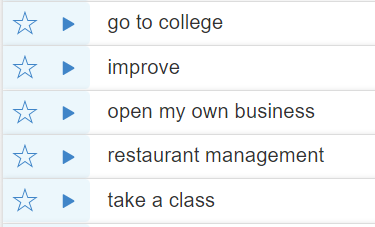 go to college
improve
open my own business
restaurant management
take a class